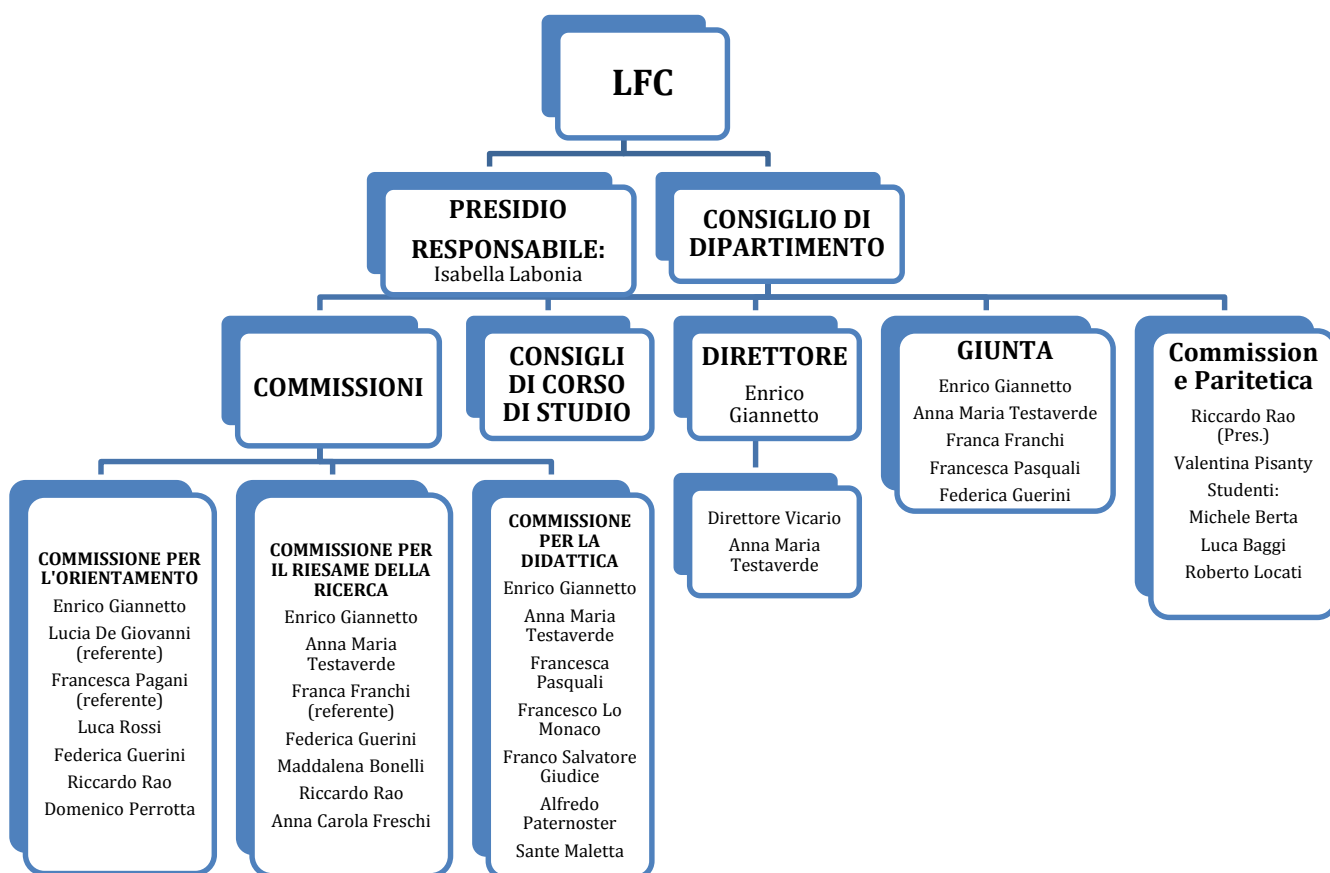 LFC
PRESIDIO
RESPONSABILE:
Isabella Labonia
CONSIGLIO DI
DIPARTIMENTO
COMMISSIONI
CONSIGLI
DI CORSO
DI STUDIO
DIRETTORE
Enrico
Giannetto
GIUNTA
Enrico Giannetto
Anna Maria Testaverde
Franca Franchi
Francesca Pasquali
Federica Guerini
Commission
e Paritetica
Riccardo Rao
(Pres.)
Valentina Pisanty
Studenti:
Michele Berta
Luca Baggi
Roberto Locati
COMMISSIONE PER
L'ORIENTAMENTO
Enrico Giannetto
Lucia De Giovanni
(referente)
Francesca Pagani
(referente)
Luca Rossi
Federica Guerini
Riccardo Rao
Domenico Perrotta
COMMISSIONE PER
IL RIESAME DELLA
RICERCA
Enrico Giannetto
Anna Maria
Testaverde
Franca Franchi
(referente)
Federica Guerini
Maddalena Bonelli
Riccardo Rao
Anna Carola Freschi
COMMISSIONE
PER LA
DIDATTICA
Enrico Giannetto
Anna Maria
Testaverde
Francesca
Pasquali
Francesco Lo
Monaco
Franco Salvatore
Giudice
Alfredo
Paternoster
Sante Maletta
Direttore Vicario
Anna Maria
Testaverde